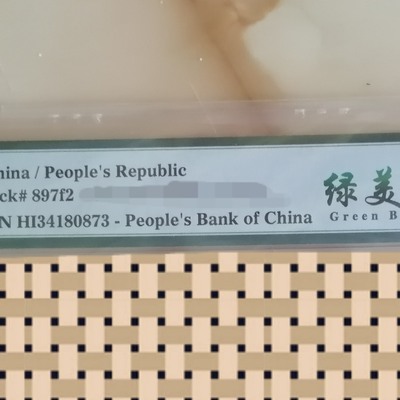 hina / People's Republic
ck# 897f2
N HI34180873 - People's Bank of China
绿美
Green B